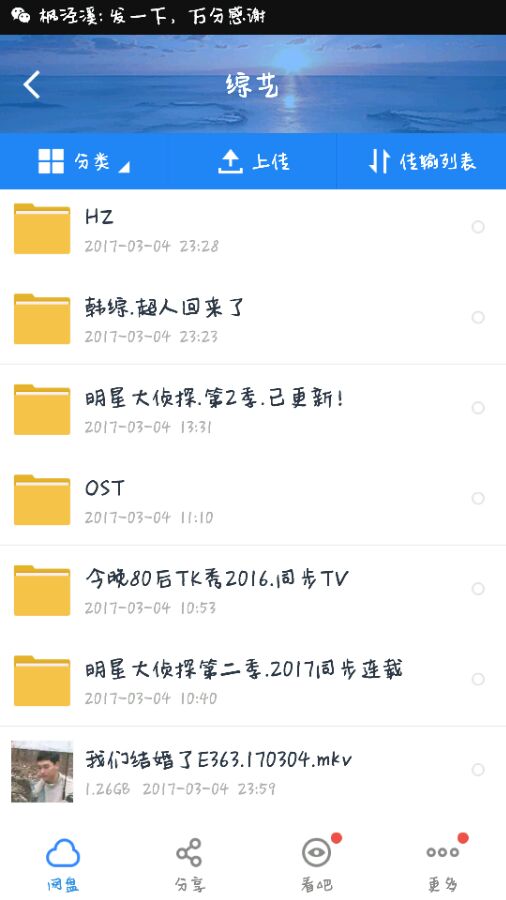 枫泾溪: 发一下，万分感谢
综艺
分类
上传
传输列表
HZ
2017-03-04 23:28
韩综.超人回来了
2017-03-04 23:23
明星大侦探.第2季.已更新!
2017-03-04 13:31
OST
2017-03-04 11:10
今晚80后TK秀2016.同步TV
2017-03-04 10:53
明星大侦探第二季.2017同步连载
2017-03-04 10:40
我们结婚了E363.170304.mkv
1.26GB 2017-03-04 23:59
网盘
分享
看吧
更多